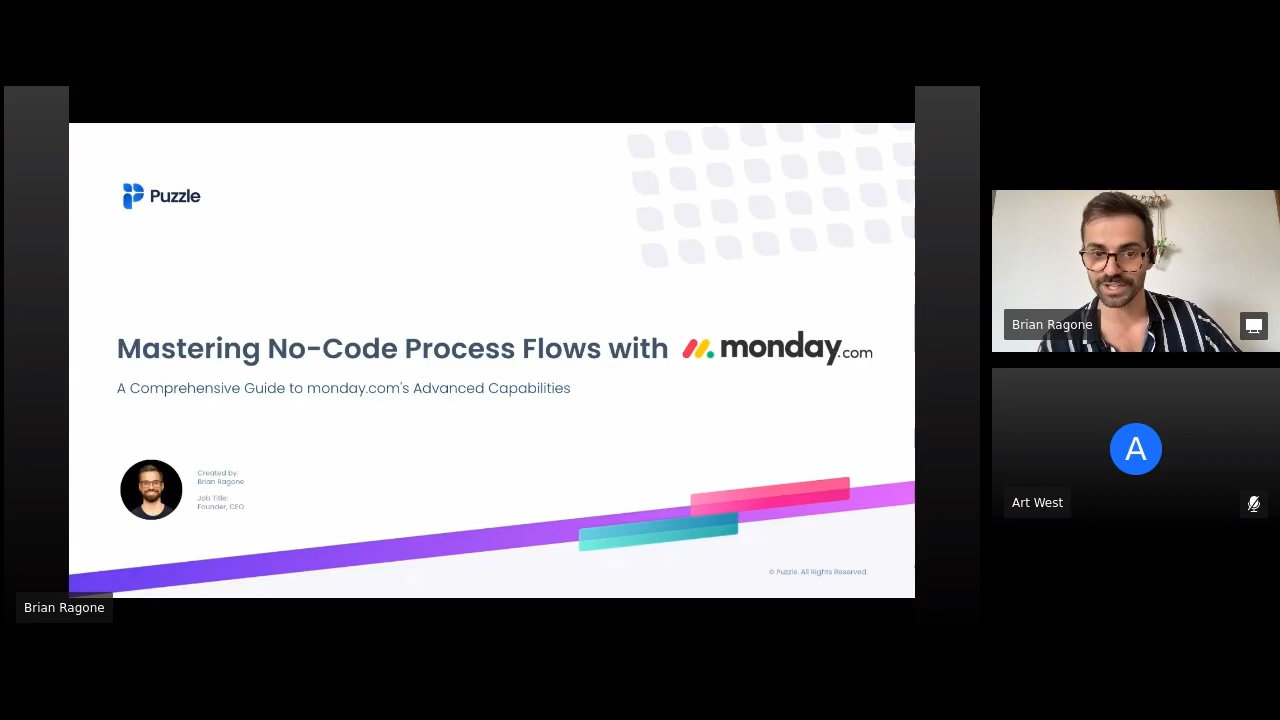 Puzzle
Mastering No-Code Process Flows with monday.com
A Comprehensive Guide to monday.com's Advanced Capabilities
Created by:
Brian Ragone
Job Title:
Founder, CEO
© Puzzle. All Rights Reserved.
Brian Ragone
Brian Ragone
A
Art West